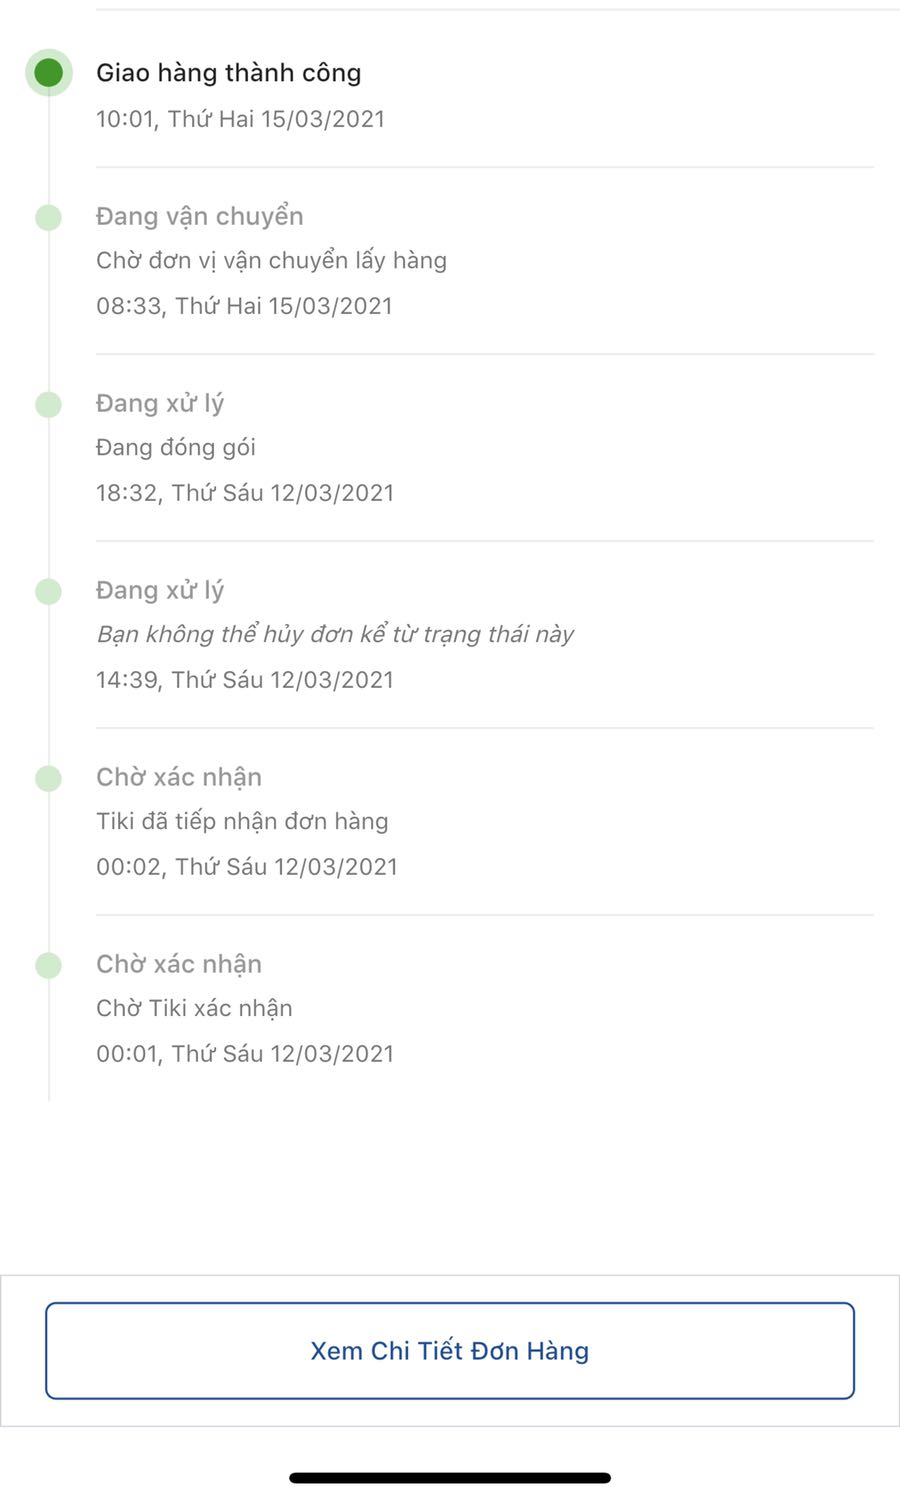 Giao hàng thành công
10:01, Thứ Hai 15/03/2021
Đang vận chuyển
Chờ đơn vị vận chuyển lấy hàng
08:33, Thứ Hai 15/03/2021
Đang xử lý
Đang đóng gói
18:32, Thứ Sáu 12/03/2021
Đang xử lý
Bạn không thể hủy đơn kể từ trạng thái này
14:39, Thứ Sáu 12/03/2021
Chờ xác nhận
Tiki đã tiếp nhận đơn hàng
00:02, Thứ Sáu 12/03/2021
Chờ xác nhận
Chờ Tiki xác nhận
00:01, Thứ Sáu 12/03/2021
Xem Chi Tiết Đơn Hàng